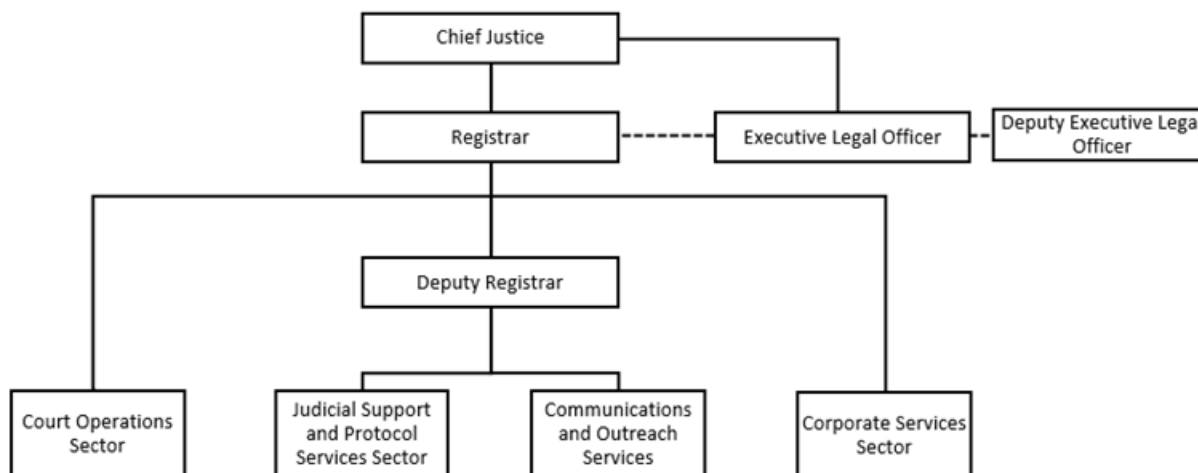 Chief Justice
Registrar
Executive Legal Officer
Deputy Executive Legal
Officer
Deputy Registrar
Court Operations
Sector
Judicial Support
and Protocol
Services Sector
Communications
and Outreach
Services
Corporate Services
Sector